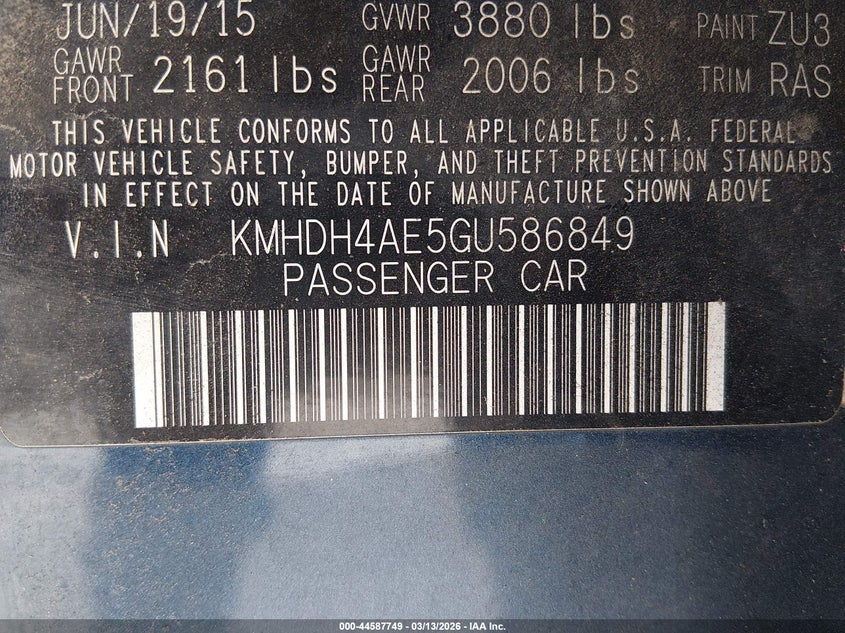 JUN/19/15 GVWR 3880 lbs PAINT ZU3
GAWR FRONT 2161 lbs GAWR REAR 2006 lbs TRIM RAS
THIS VEHICLE CONFORMS TO ALL APPLICABLE U.S.A. FEDERAL
MOTOR VEHICLE SAFETY, BUMPER, AND THEFT PREVENTION STANDARDS
IN EFFECT ON THE DATE OF MANUFACTURE SHOWN ABOVE
V.I.N KMHDH4AE5GU586849
PASSENGER CAR
000-44587749 - 03/13/2026 - IAA Inc.